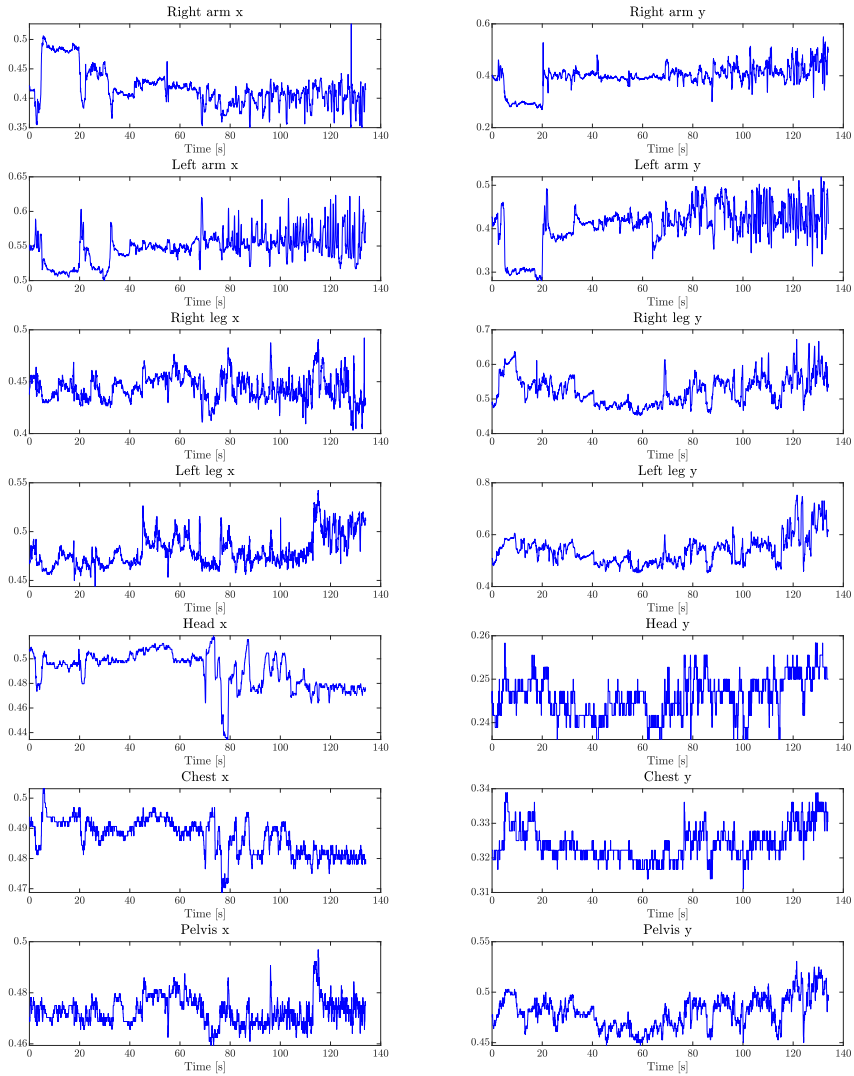 Right arm x
0.5
0.45
0.4
0.35
0 20 40 60 80 100 120 140
Time [s]
Right arm y
0.6
0.4
0.2
0 20 40 60 80 100 120 140
Time [s]
Left arm x
0.65
0.6
0.55
0.5
0 20 40 60 80 100 120 140
Time [s]
Left arm y
0.5
0.4
0.3
0 20 40 60 80 100 120 140
Time [s]
Right leg x
0.5
0.45
0.4
0 20 40 60 80 100 120 140
Time [s]
Right leg y
0.7
0.6
0.5
0.4
0 20 40 60 80 100 120 140
Time [s]
Left leg x
0.55
0.5
0.45
0 20 40 60 80 100 120 140
Time [s]
Left leg y
0.8
0.6
0.4
0 20 40 60 80 100 120 140
Time [s]
Head x
0.5
0.48
0.46
0.44
0 20 40 60 80 100 120 140
Time [s]
Head y
0.26
0.25
0.24
0 20 40 60 80 100 120 140
Time [s]
Chest x
0.5
0.49
0.48
0.47
0 20 40 60 80 100 120 140
Time [s]
Chest y
0.34
0.33
0.32
0.31
0 20 40 60 80 100 120 140
Time [s]
Pelvis x
0.5
0.48
0.46
0 20 40 60 80 100 120 140
Time [s]
Pelvis y
0.55
0.5
0.45
0 20 40 60 80 100 120 140
Time [s]